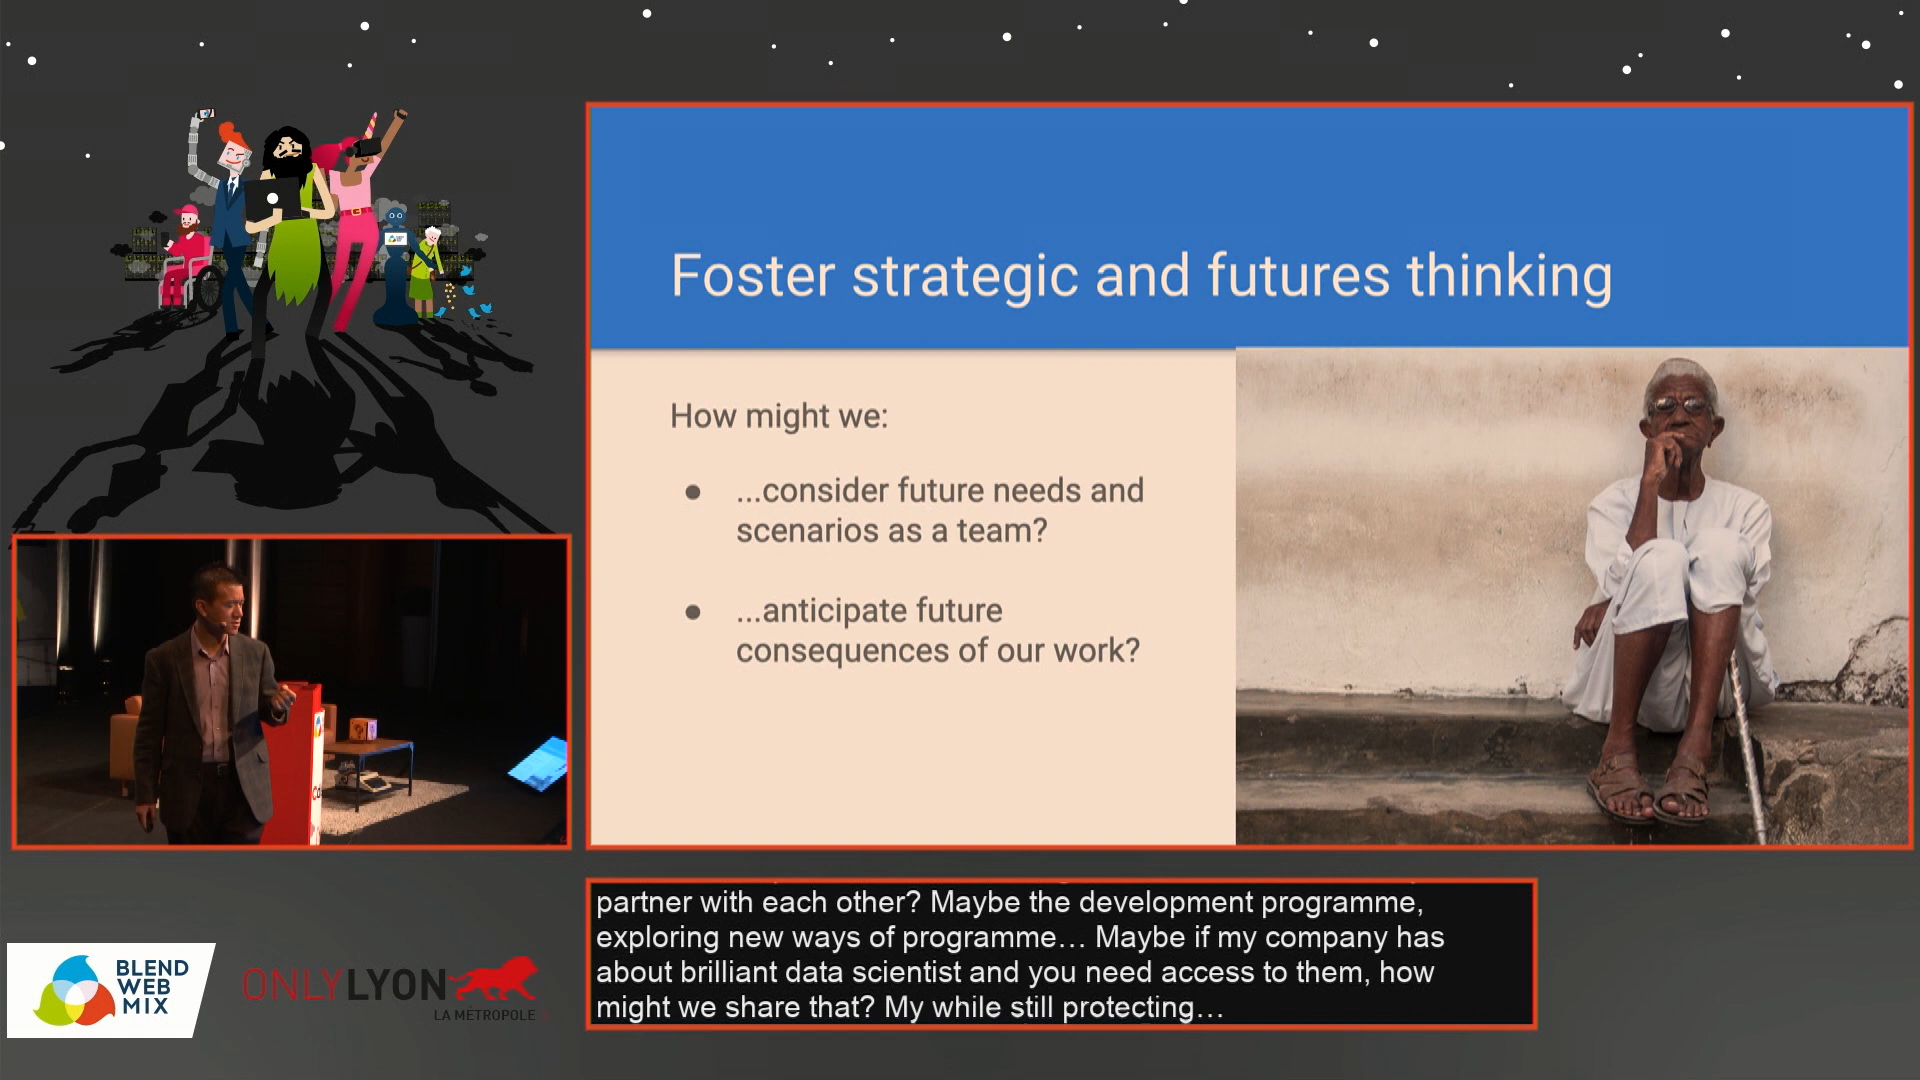 Foster strategic and futures thinking
How might we:
● ...consider future needs and
scenarios as a team?
● ...anticipate future
consequences of our work?
partner with each other? Maybe the development programme,
exploring new ways of programme... Maybe if my company has
about brilliant data scientist and you need access to them, how
might we share that? My while still protecting...
BLEND
WEB
MIX
ONLYLYON
LA MÉTROPOLE